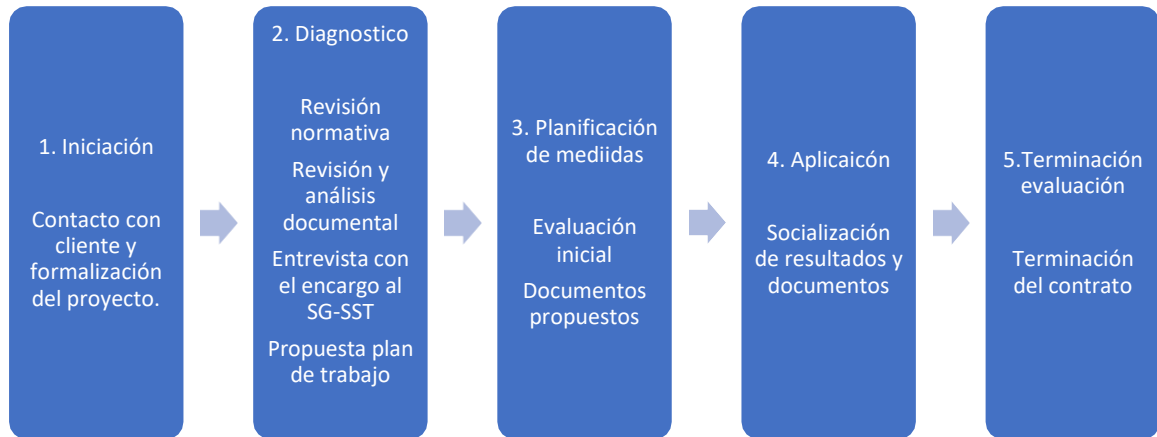 1. Iniciación
Contacto con
cliente y
formalización
del proyecto.
2. Diagnostico
Revisión
normativa
Revisión y
análisis
documental
Entrevista con
el encargo al
SG-SST
Propuesta plan
de trabajo
3. Planificación
de mediidas
Evaluación
inicial
Documentos
propuestos
4. Aplicaicón
Socialización
de resultados y
documentos
5.Terminación
evaluación
Terminación
del contrato